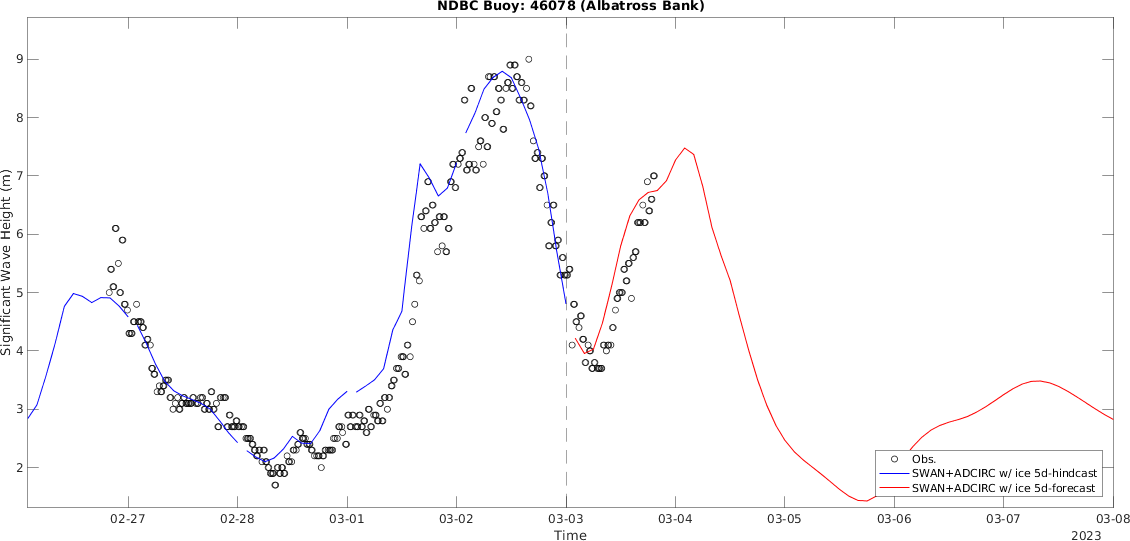 NDBC Buoy: 46078 (Albatross Bank)
Significant Wave Height (m)
9
8
7
6
5
4
3
2
Obs.
SWAN+ADCIRC w/ ice 5d-hindcast
SWAN+ADCIRC w/ ice 5d-forecast
02-27 02-28 03-01 03-02 03-03 03-04 03-05 03-06 03-07 03-08
Time
2023